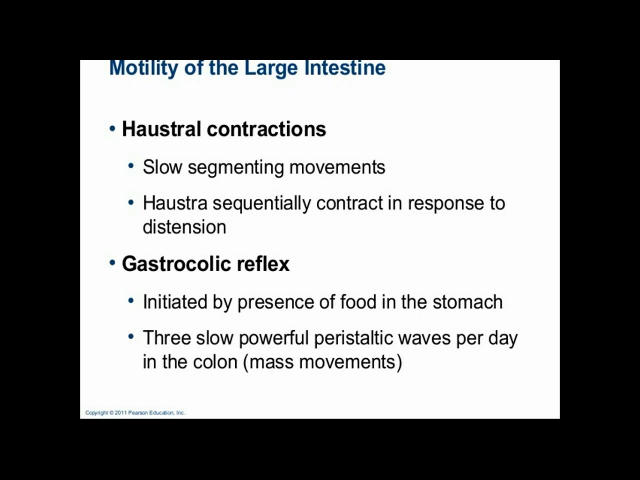 Motility of the Large Intestine
• Haustral contractions
• Slow segmenting movements
• Haustra sequentially contract in response to
distension
• Gastrocolic reflex
• Initiated by presence of food in the stomach
• Three slow powerful peristaltic waves per day
in the colon (mass movements)
Copyright © 2011 Pearson Education, Inc.